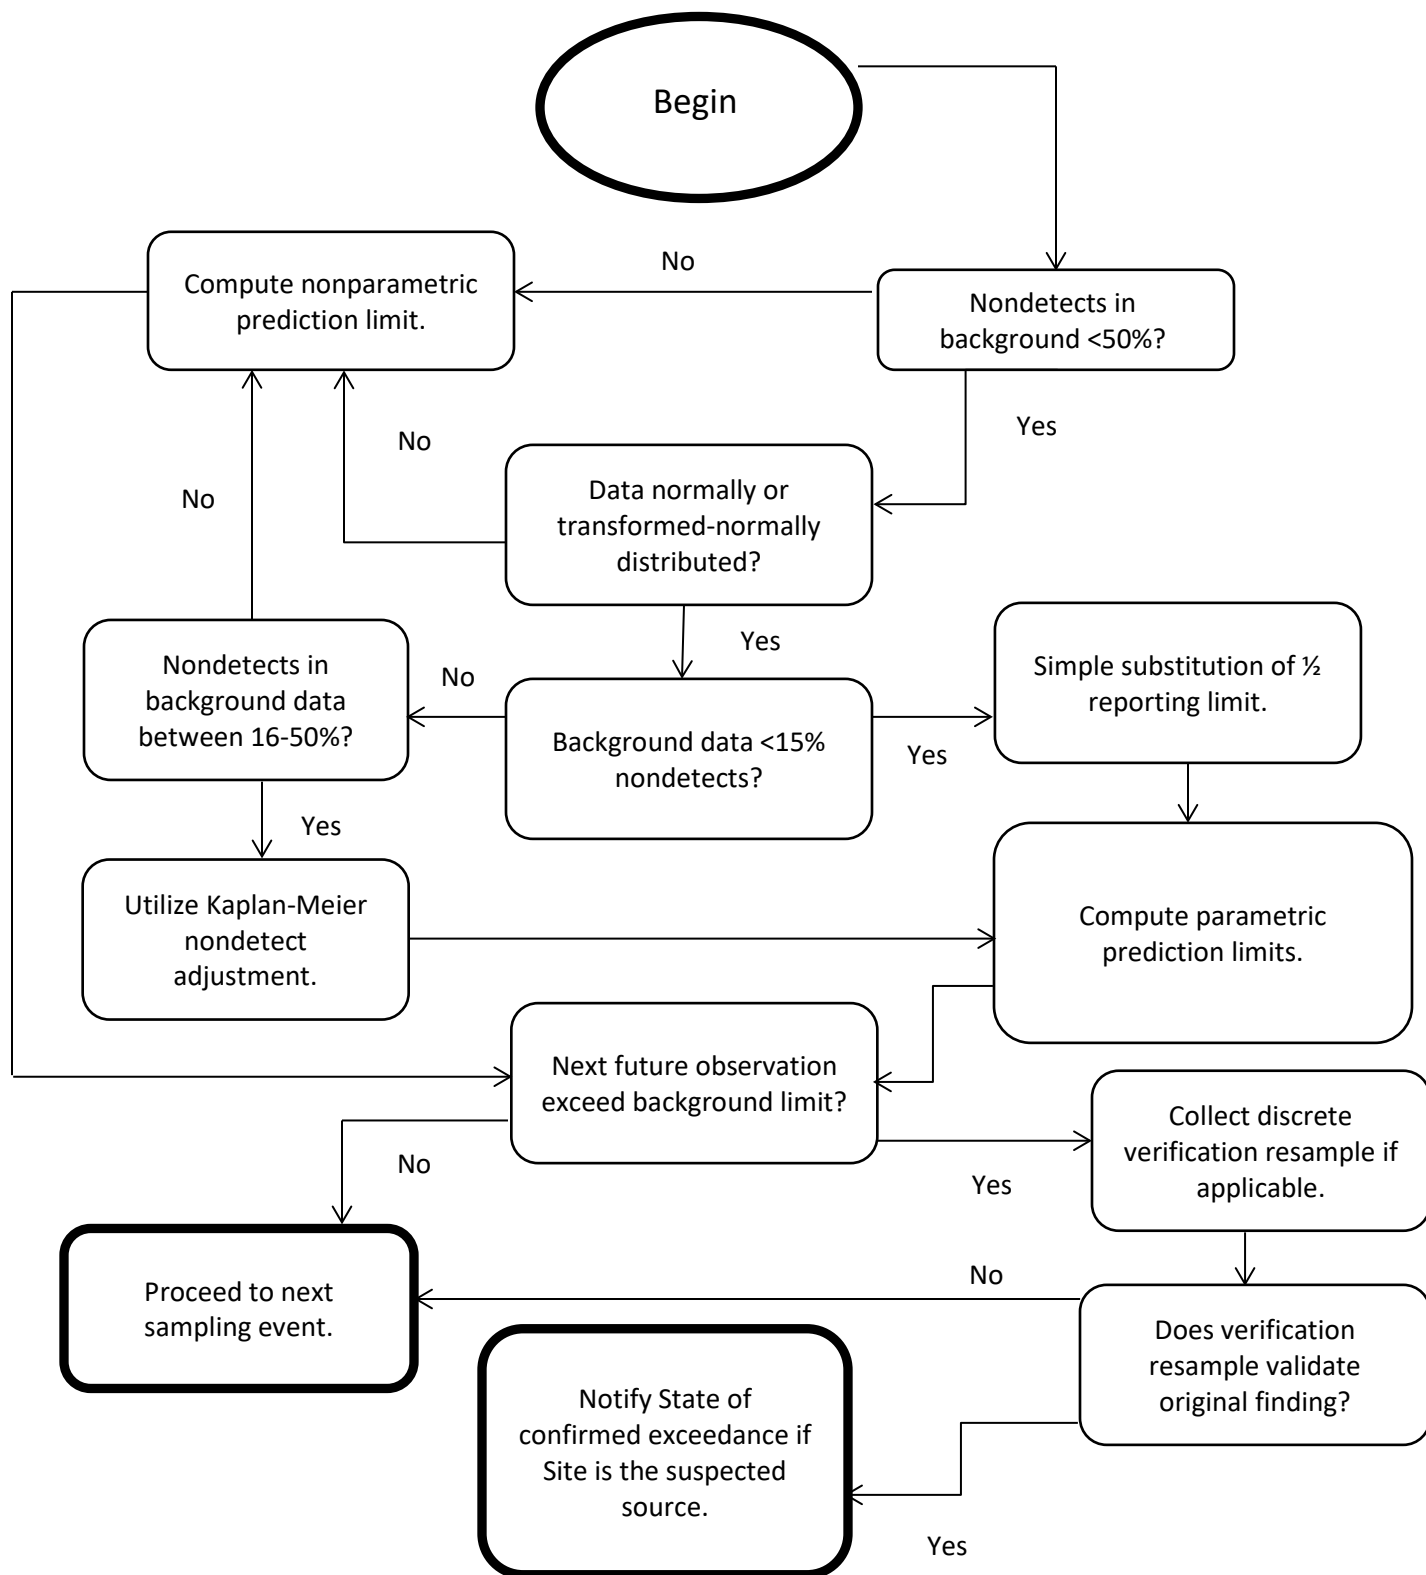 Begin
No
Compute nonparametric
prediction limit.
Nondetects in
background <50%?
Yes
No
Data normally or
transformed-normally
distributed?
No
Yes
Nondetects in
background data
between 16-50%?
No
Simple substitution of ½
reporting limit.
Background data <15%
nondetects?
Yes
Yes
Utilize Kaplan-Meier
nondetect
adjustment.
Compute parametric
prediction limits.
Next future observation
exceed background limit?
Collect discrete
verification resample if
applicable.
No
Yes
No
Proceed to next
sampling event.
Does verification
resample validate
original finding?
Notify State of
confirmed exceedance if
Site is the suspected
source.
Yes